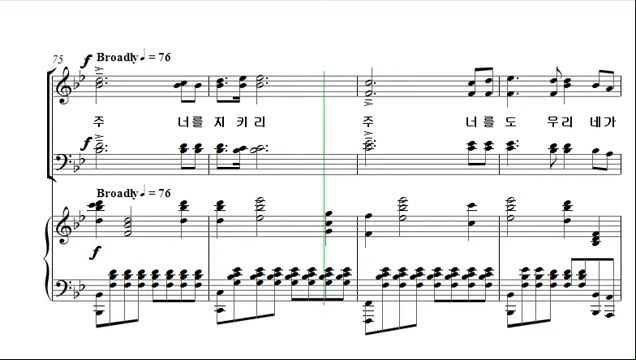 75
f Broadly ♩ = 76
주 너를 지 키 리 주 너를 도 우리 네가
f
Broadly ♩ = 76
f